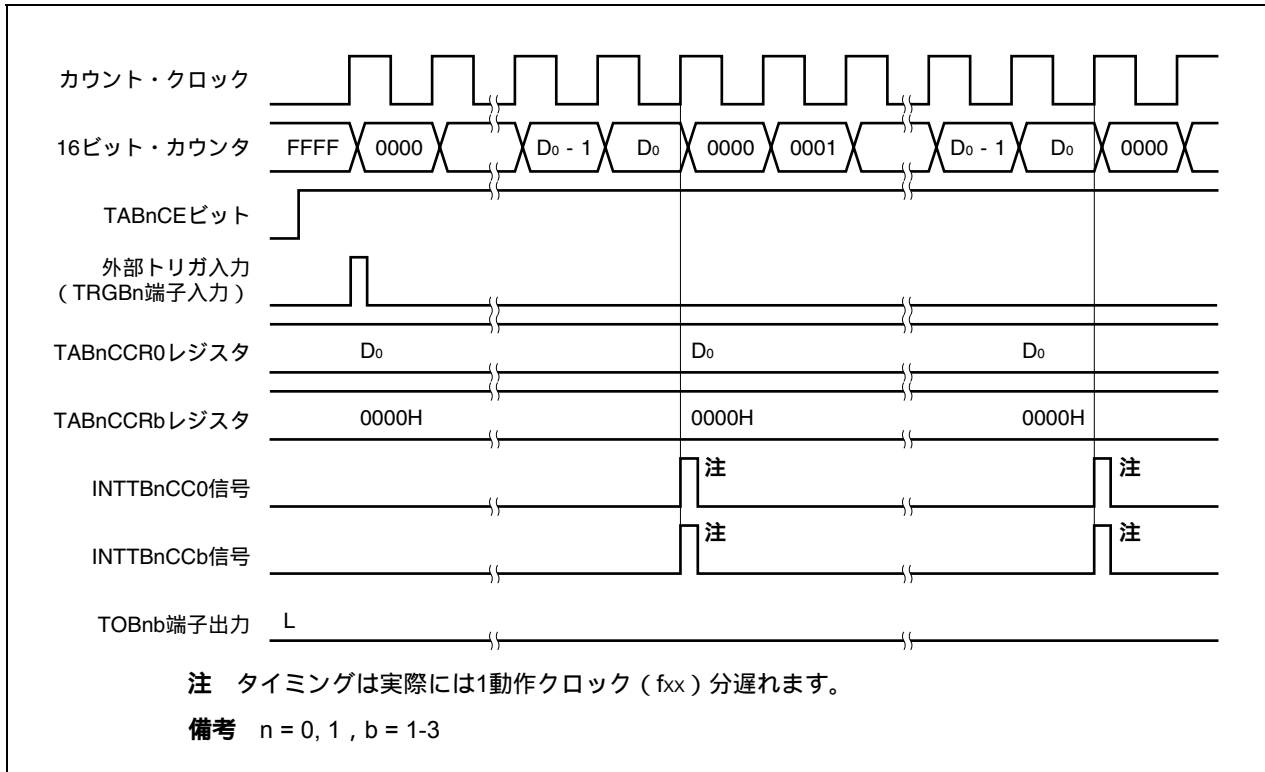 カウント・クロック
16ビット・カウンタ FFFF 0000 D0 - 1 D0 0000 0001 D0 - 1 D0 0000
TABnCEビット
外部トリガ入力
（TRGBn端子入力）
TABnCCR0レジスタ D0 D0 D0
TABnCCRbレジスタ 0000H 0000H 0000H
INTTBnCC0信号 注 注
INTTBnCCb信号 注 注
TOBnb端子出力 L
注 タイミングは実際には1動作クロック（fxx）分遅れます。
備考 n = 0, 1 , b = 1-3